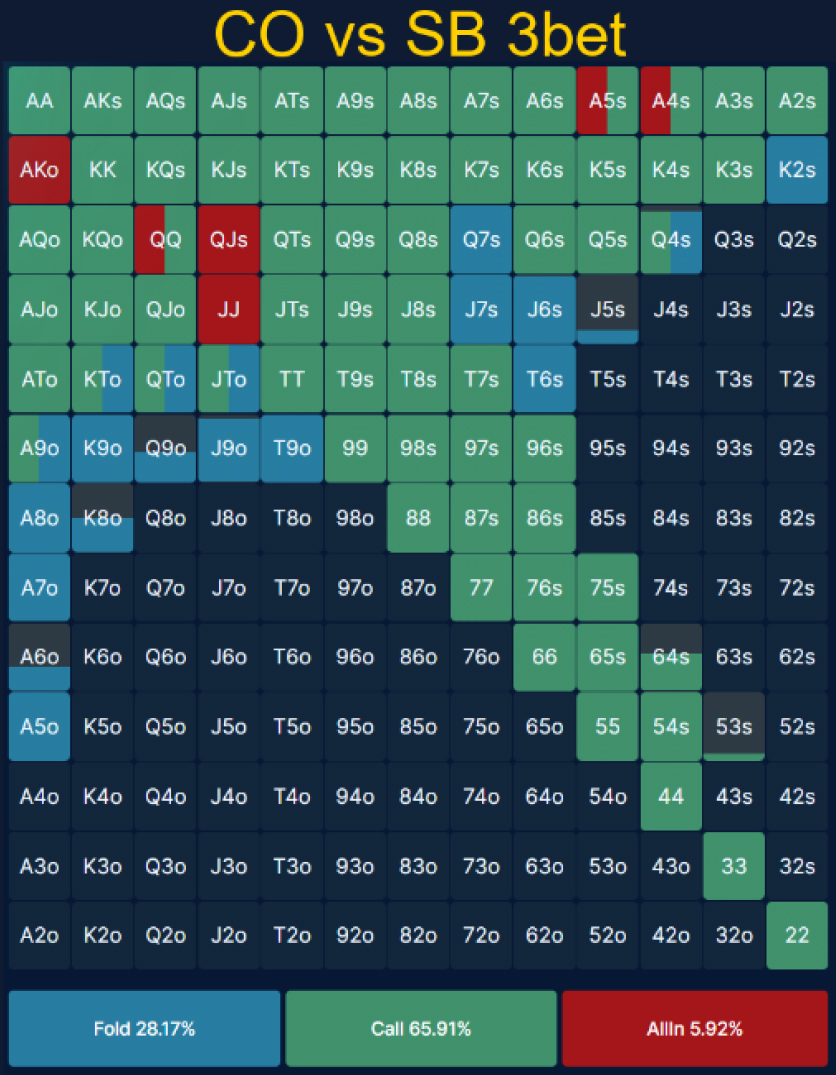 CO vs SB 3bet
AA AKs AQs AJs ATs A9s A8s A7s A6s A5s A4s A3s A2s
AKo KK KQs KJs KTs K9s K8s K7s K6s K5s K4s K3s K2s
AQo KQo QQ QJs QTs Q9s Q8s Q7s Q6s Q5s Q4s Q3s Q2s
AJo KJo QJo JJ JTs J9s J8s J7s J6s J5s J4s J3s J2s
ATo KTo QTo JTo TT T9s T8s T7s T6s T5s T4s T3s T2s
A9o K9o Q9o J9o T9o 99 98s 97s 96s 95s 94s 93s 92s
A8o K8o Q8o J8o T8o 98o 88 87s 86s 85s 84s 83s 82s
A7o K7o Q7o J7o T7o 97o 87o 77 76s 75s 74s 73s 72s
A6o K6o Q6o J6o T6o 96o 86o 76o 66 65s 64s 63s 62s
A5o K5o Q5o J5o T5o 95o 85o 75o 65o 55 54s 53s 52s
A4o K4o Q4o J4o T4o 94o 84o 74o 64o 54o 44 43s 42s
A3o K3o Q3o J3o T3o 93o 83o 73o 63o 53o 43o 33 32s
A2o K2o Q2o J2o T2o 92o 82o 72o 62o 52o 42o 32o 22
Fold 28.17% Call 65.91% AllIn 5.92%